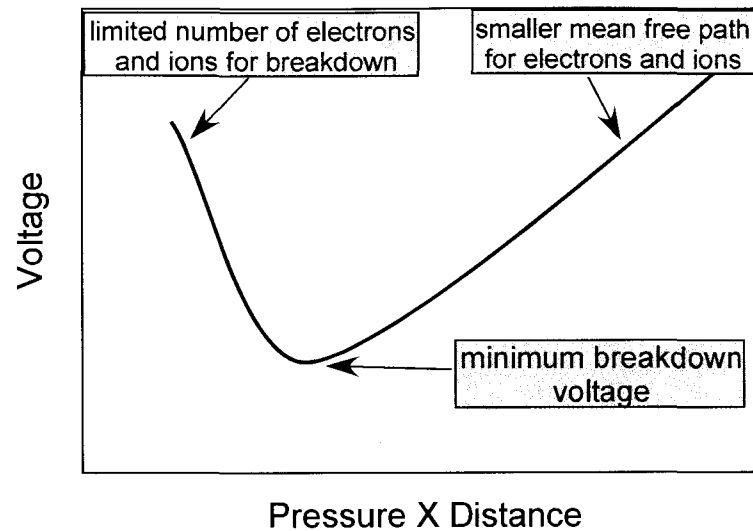 limited number of electrons
and ions for breakdown
smaller mean free path
for electrons and ions
Voltage
minimum breakdown
voltage
Pressure X Distance